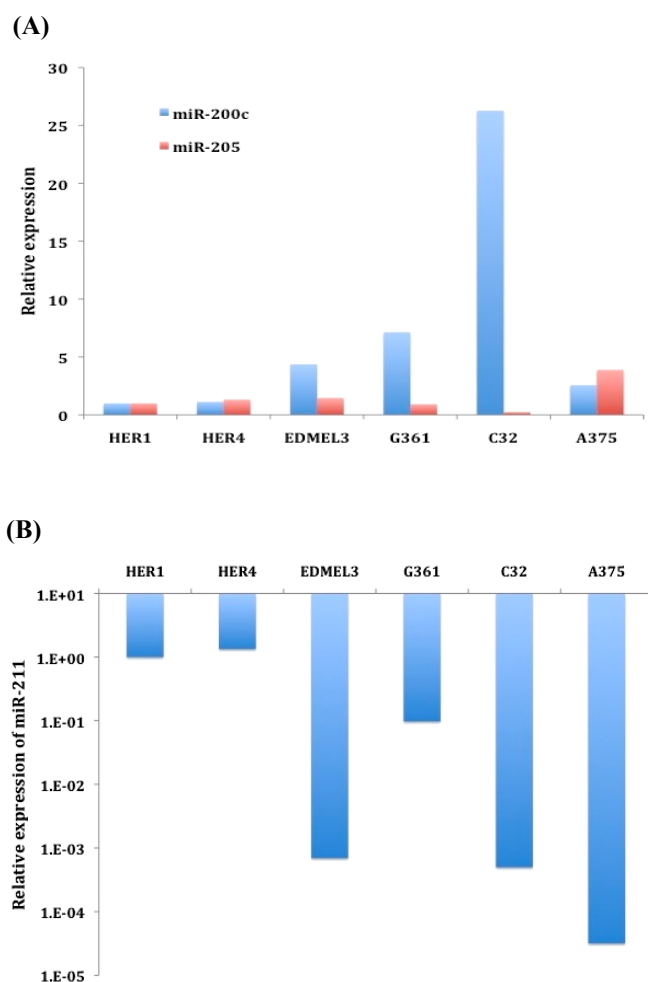 (A)
Relative expression
30
25
20
15
10
5
0
miR-200c
miR-205
HER1 HER4 EDMEL3 G361 C32 A375
(B)
HER1 HER4 EDMEL3 G361 C32 A375
Relative expression of miR-211
1.E+01
1.E+00
1.E-01
1.E-02
1.E-03
1.E-04
1.E-05